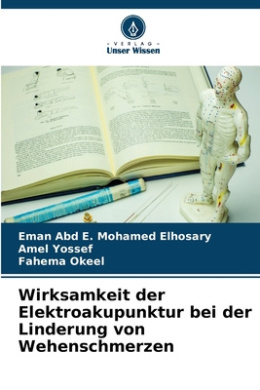 VERLAG
Unser Wissen
Eman Abd E. Mohamed Elhosary
Amel Yossef
Fahema Okeel
Wirksamkeit der
Elektroakupunktur bei der
Linderung von
Wehenschmerzen